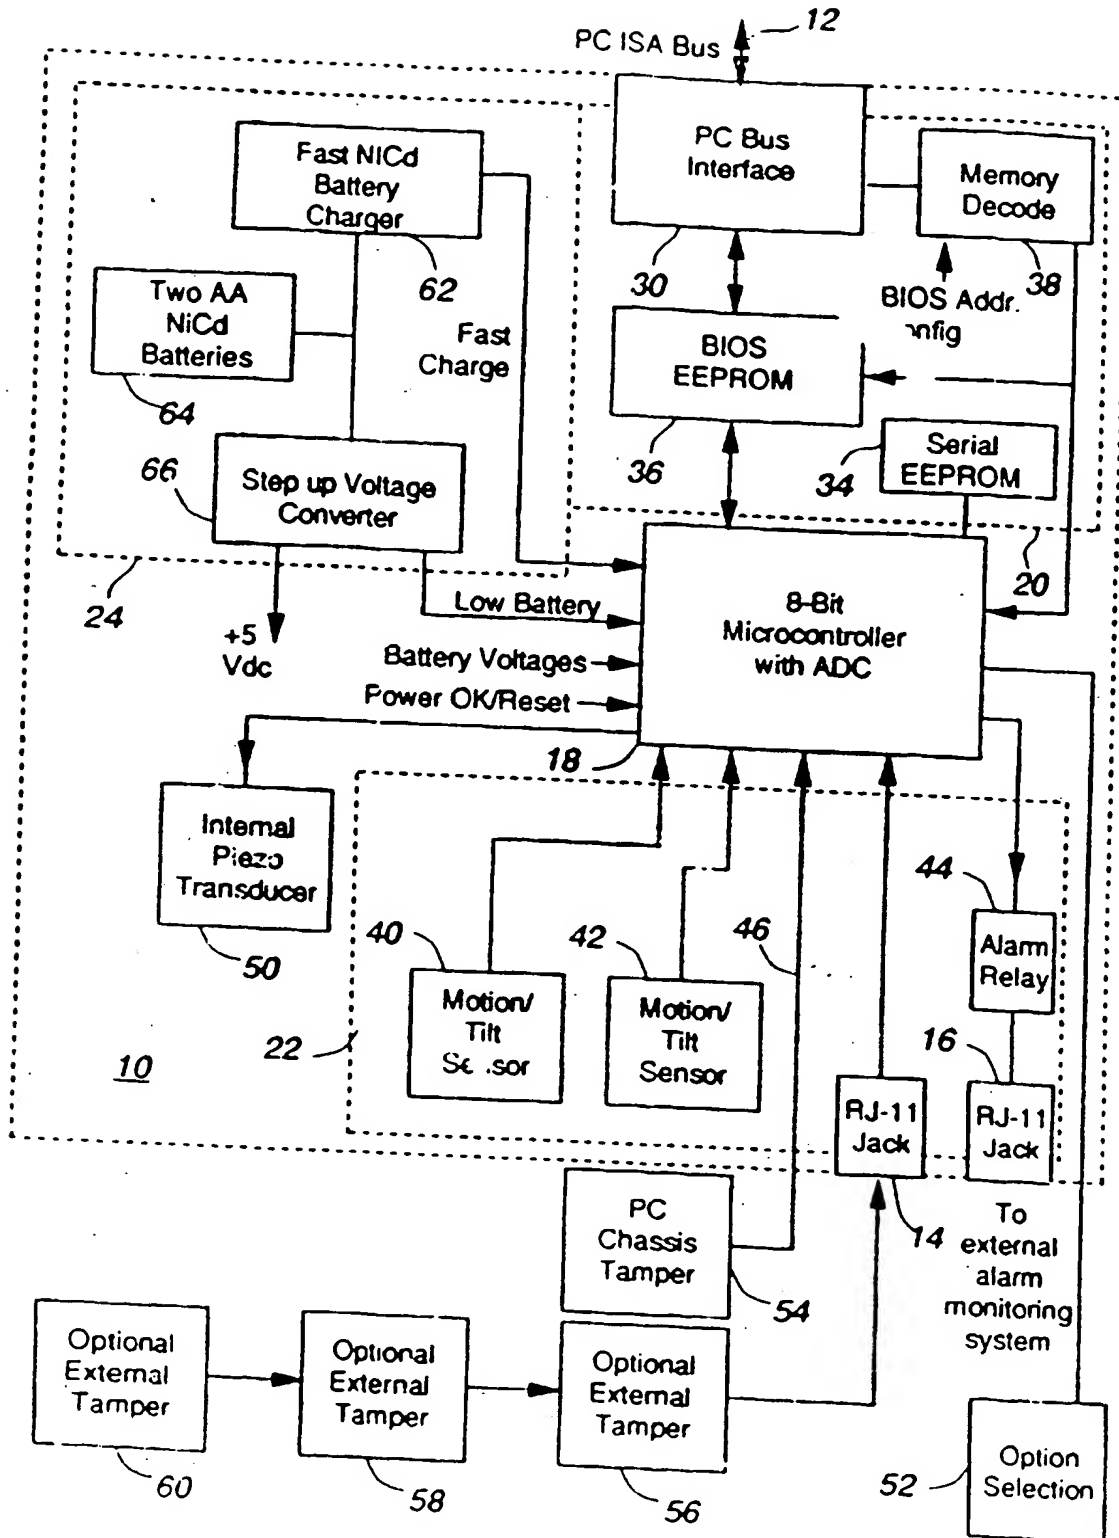 PC ISA Bus
12
Fast NICd
Battery
Charger
62
PC Bus
Interface
30
Memory
Decode
38
Two AA
NiCd
Batteries
64
Fast
Charge
BIOS Addr.
BIOS
EEPROM
36
Serial
EEPROM
34
Step up Voltage
Converter
66
24
+5
Vdc
20
8-Bit
Microcontroller
with ADC
Low Battery
Battery Voltages
Power OK/Reset
18
Internal
Piezo
Transducer
50
40
Motion/
Tilt
42
Motion/
Tilt
Sensor
46
44
Alarm
Relay
22
16
10
RJ-11
Jack
RJ-11
Jack
14
PC
Chassis
Tamper
54
To
external
alarm
monitoring
system
Optional
External
Tamper
60
Optional
External
Tamper
58
Optional
External
Tamper
56
Option
Selection
52